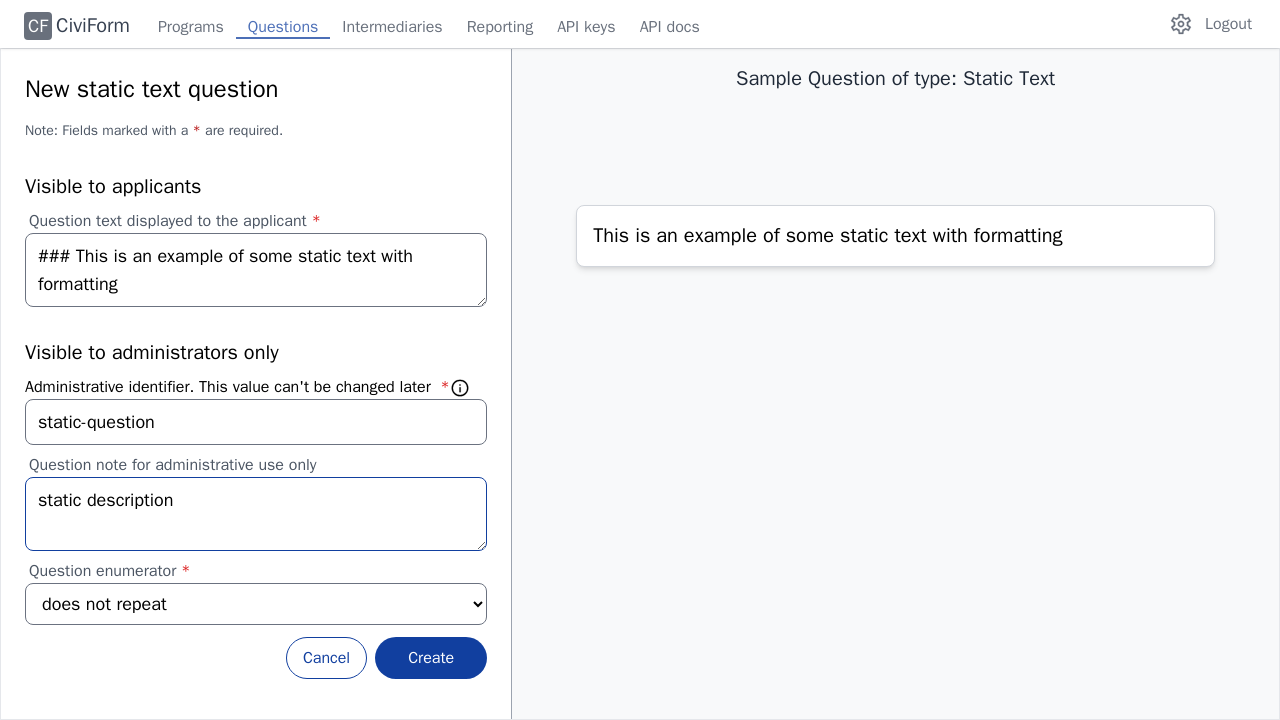 CF CiviForm Programs Questions Intermediaries Reporting API keys API docs Logout
New static text question
Note: Fields marked with a * are required.
Visible to applicants
Question text displayed to the applicant *
### This is an example of some static text with
formatting
Visible to administrators only
Administrative identifier. This value can't be changed later *
static-question
Question note for administrative use only
static description
Question enumerator *
does not repeat
Cancel Create
Sample Question of type: Static Text
This is an example of some static text with formatting